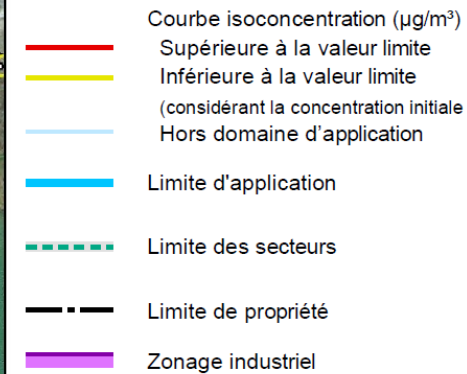 Courbe isoconcentration (µg/m³)
Supérieure à la valeur limite
Inférieure à la valeur limite
(considérant la concentration initiale
Hors domaine d'application
Limite d'application
Limite des secteurs
Limite de propriété
Zonage industriel